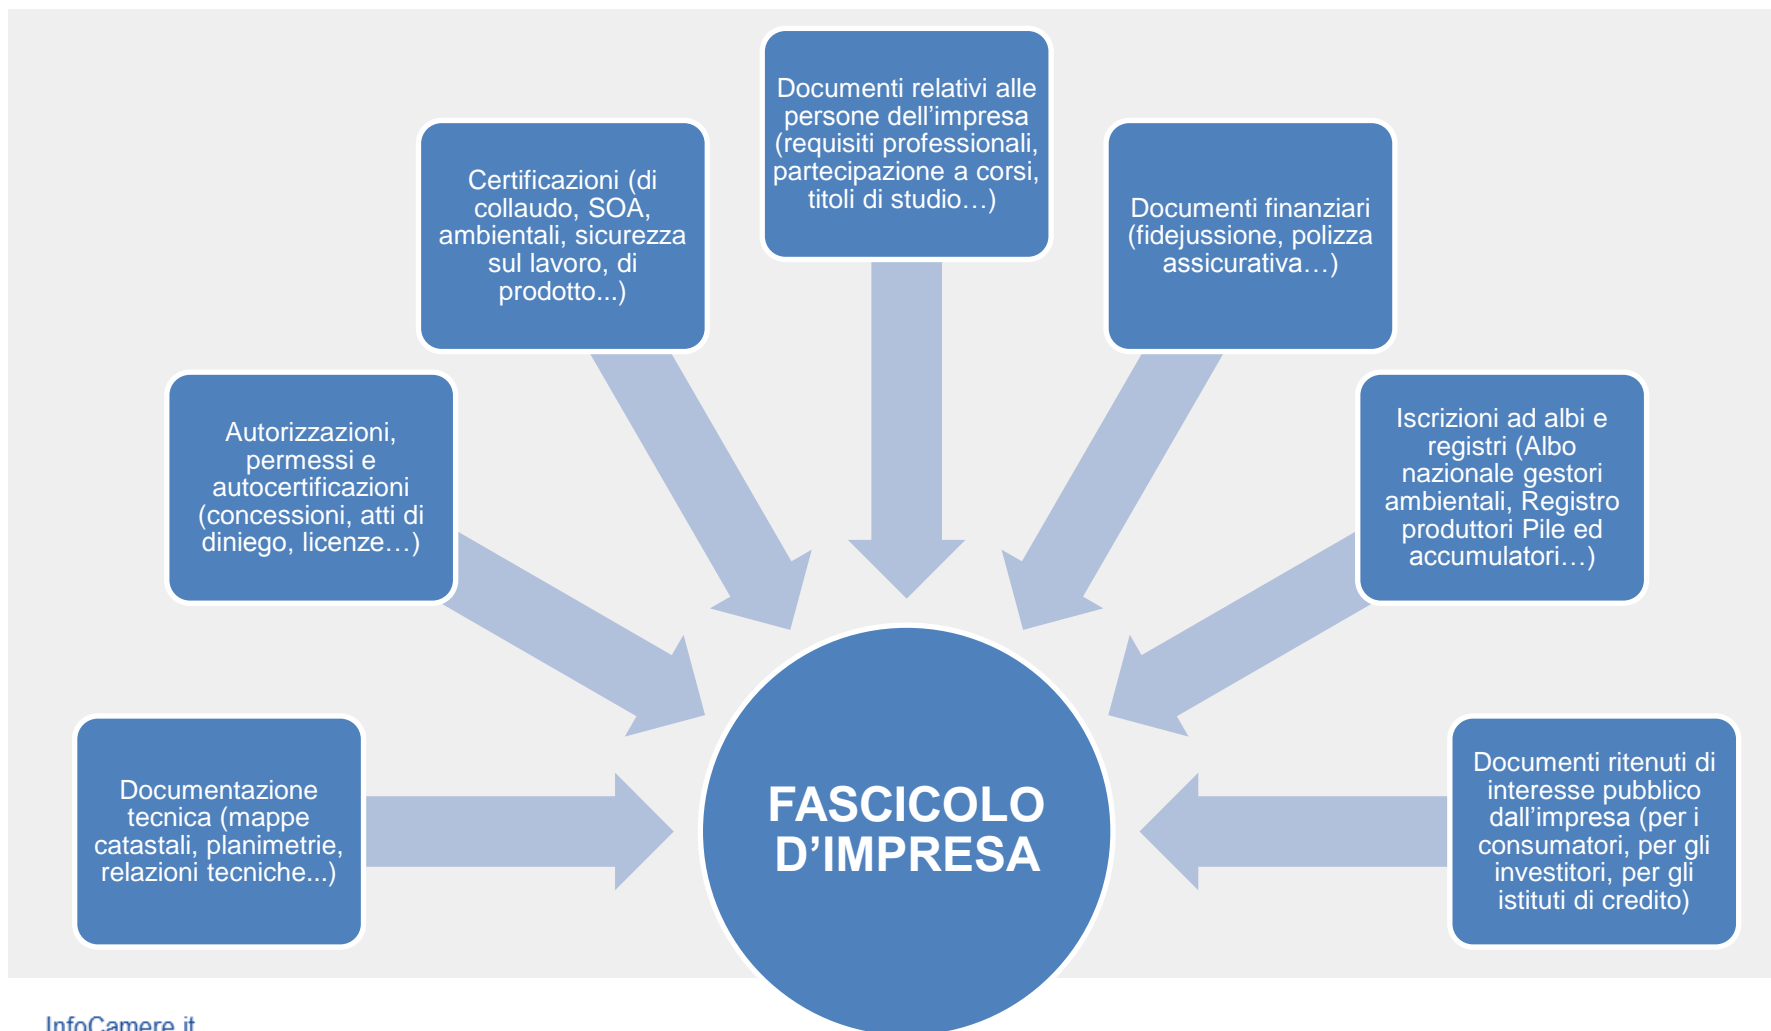 Documenti relativi alle
persone dell’impresa
(requisiti professionali,
partecipazione a corsi,
titoli di studio…)
Certificazioni (di
collaudo, SOA,
ambientali, sicurezza
sul lavoro, di
prodotto...)
Documenti finanziari
(fidejussione, polizza
assicurativa…)
Autorizzazioni,
permessi e
autocertificazioni
(concessioni, atti di
diniego, licenze…)
Iscrizioni ad albi e
registri (Albo
nazionale gestori
ambientali, Registro
produttori Pile ed
accumulatori…)
Documentazione
tecnica (mappe
catastali, planimetrie,
relazioni tecniche...)
FASCICOLO
D’IMPRESA
Documenti ritenuti di
interesse pubblico
dall’impresa (per i
consumatori, per gli
investitori, per gli
istituti di credito)
InfoCamere.it